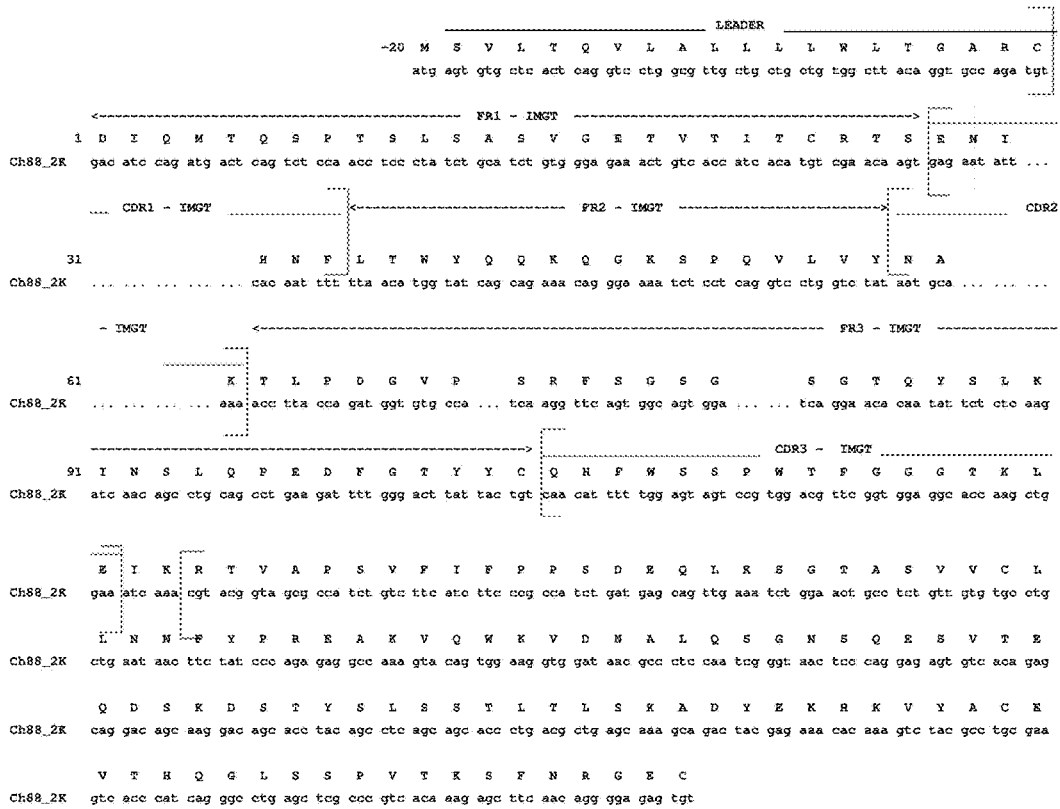 LEADER
-20 M S V L T Q V L A L L L L W L T G A R C
atg agt gtg ctc act cag gtc ctg gcg ttg ctg ctg ctg tgg ctt aca ggt gcc aga tgt
<------ FR1 - IMGT ------>
1 D I Q M T Q S P T S L S A S V G E T V T I T C R T S E N I
Ch88_2K gac atc cag atg act cag tct cca acc tcc cta tct gca tct gtg gga gaa act gtc acc atc aca tgt cga aca agt gag aat att ...
CDR1 - IMGT <------ FR2 - IMGT ------> CDR2
31 H N F L T W Y Q Q K Q G K S P Q V L V Y N A
Ch88_2K ... ... ... ... ... cac aat ttt tta aca tgg tat cag cag aaa cag gga aaa tct cct cag gtc ctg gtc tat aat gca ... ... ...
- IMGT <------ FR3 - IMGT ------
61 K T L P D G V P S R F S G S G S G T Q Y S L K
Ch88_2K ... ... ... ... ... aaa acc tta cca gat ggt gtg cca ... tca agg ttc agt ggc agt gga ... ... tca gga aca caa tat tct ctc aag
------> CDR3 - IMGT
91 I N S L Q P E D F G T Y Y C Q H F W S S P W T F G G G T K L
Ch88_2K atc aac agc ctg cag cct gaa gat ttt ggg act tat tac tgt caa cat ttt tgg agt agt ccg tgg acg ttc ggt gga ggc acc aag ctg
E I K R T V A P S V F I F P P S D E Q L K S G T A S V V C L
Ch88_2K gaa atc aaa cgt acg gta gcg cca tct gtc ttc atc ttc ccg cca tct gat gag cag ttg aaa tct gga act gcc tct gtt gtg tgc ctg
L N N F Y P R E A K V Q W K V D N A L Q S G N S Q E S V T E
Ch88_2K ctg aat aac ttc tat ccc aga gag gcc aaa gta cag tgg aag gtg gat aac gcc ctc caa tcg ggt aac tcc cag gag agt gtc aca gag
Q D S K D S T Y S L S S T L T L S K A D Y E K H K V Y A C E
Ch88_2K cag gac agc aag gac agc acc tac agc ctc agc agc acc ctg acg ctg agc aaa gca gac tac gag aaa cac aaa gtc tac gcc tgc gaa
V T H Q G L S S P V T K S F N R G E C
Ch88_2K gtc acc cat cag ggc ctg agc tcg ccc gtc aca aag agc ttc aac agg gga gag tgt